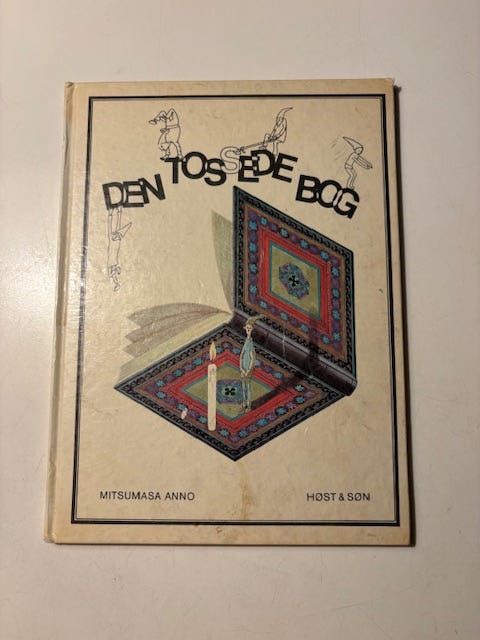 DEN TOSSEDE BOG
MITSUMASA ANNO
HØST & SØN